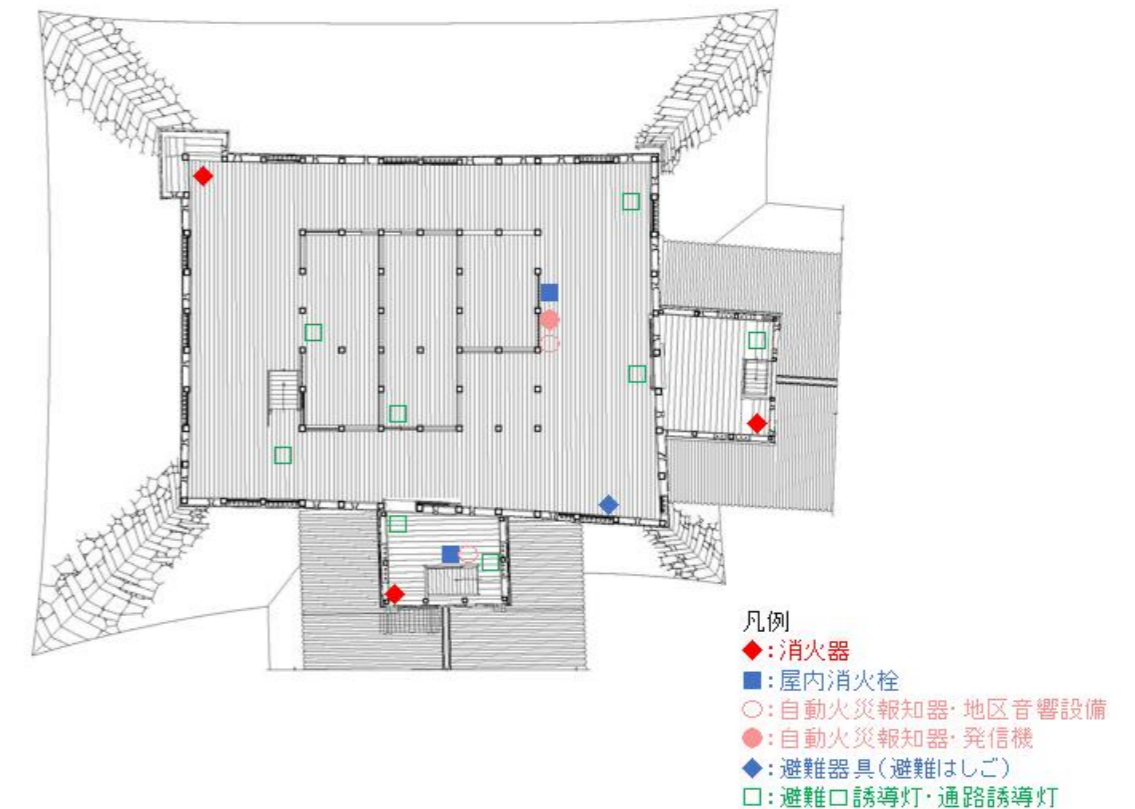 凡例
◆:消火器
■:屋内消火栓
○:自動火災報知器・地区音響設備
●:自動火災報知器・発信機
◆:避難器具(避難はしご)
□:避難口誘導灯・通路誘導灯